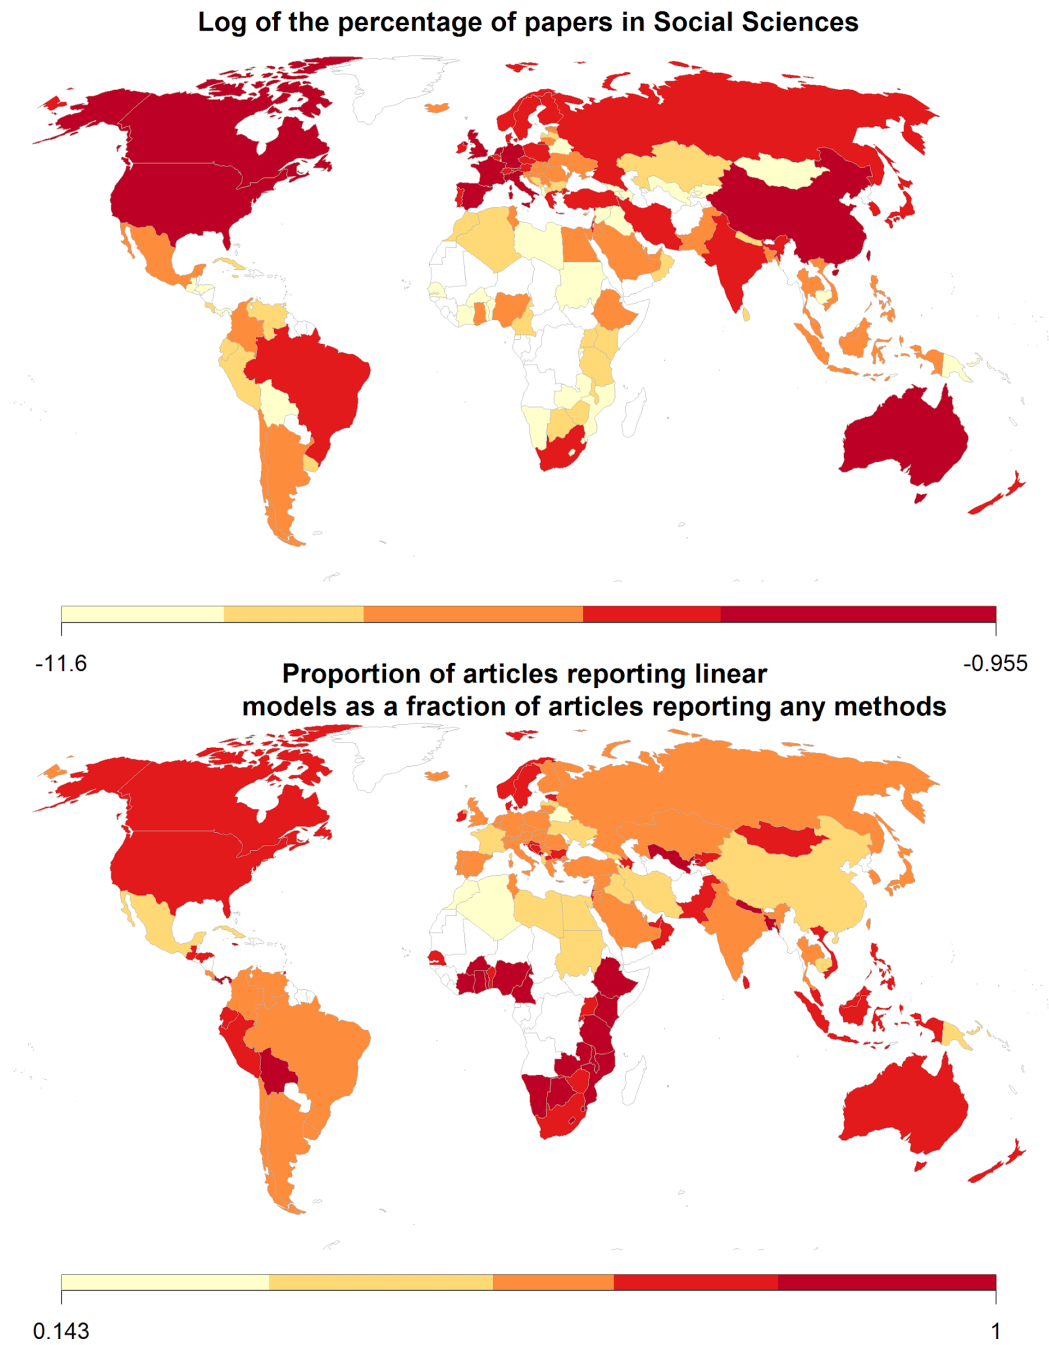 Log of the percentage of papers in Social Sciences
-11.6
-0.955
Proportion of articles reporting linear
models as a fraction of articles reporting any methods
0.143
1